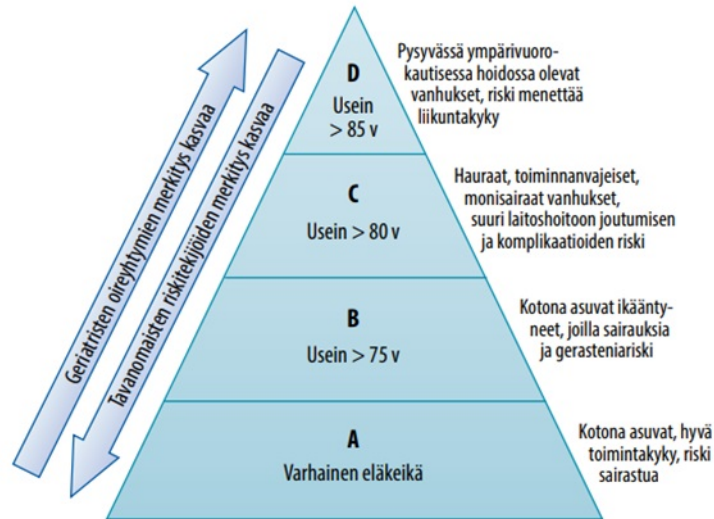 Geriatristen oireyhtymien merkitys kasvaa
Tavanomaisten riskitekijöiden merkitys kasvaa
D
Usein
> 85 v
Pysyvässä ympärivuoro-
kautisessa hoidossa olevat
vanhukset, riski menettää
liikuntakyky
C
Usein > 80 v
Hauraat, toiminnanvajeiset,
monisairaat vanhukset,
suuri laitoshoitoon joutumisen
ja komplikaatioiden riski
B
Usein > 75 v
Kotona asuvat ikäänty-
neet, joilla sairauksia
ja gerasteniariski
A
Varhainen eläkeikä
Kotona asuvat, hyvä
toimintakyky, riski
sairastua